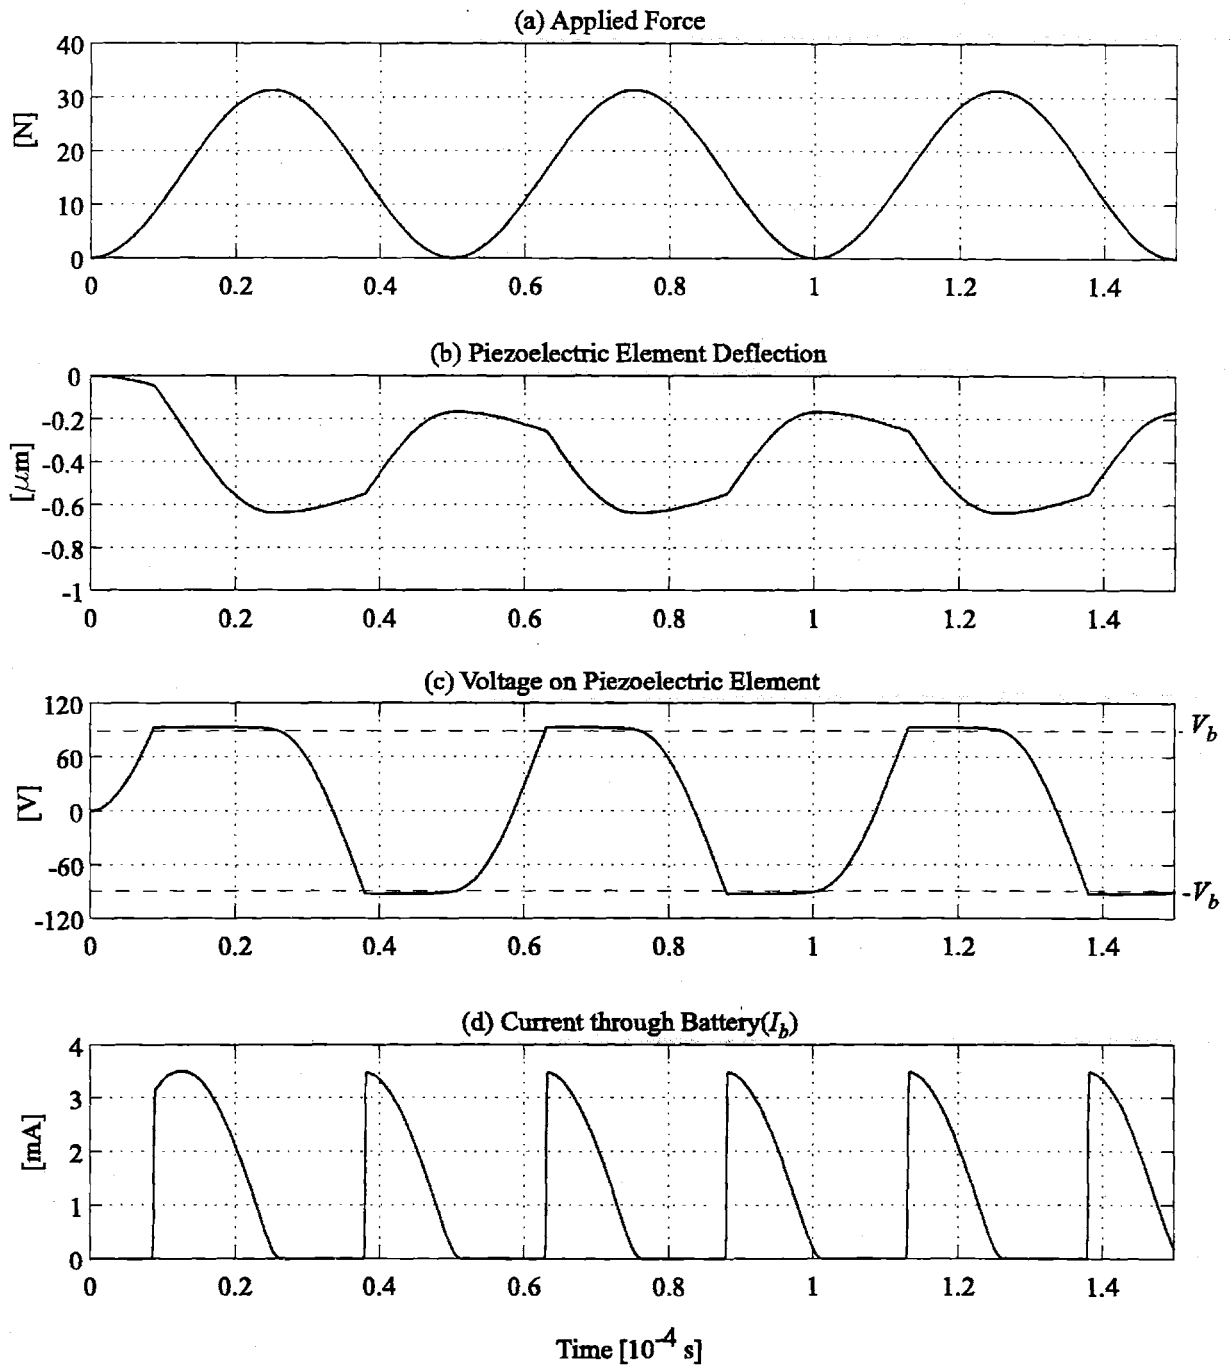 (a) Applied Force
40
30
20
10
0
[N]
0 0.2 0.4 0.6 0.8 1 1.2 1.4
(b) Piezoelectric Element Deflection
0
-0.2
-0.4
-0.6
-0.8
-1
[μm]
0 0.2 0.4 0.6 0.8 1 1.2 1.4
(c) Voltage on Piezoelectric Element
120
60
0
-60
-120
[V]
V_b
-V_b
0 0.2 0.4 0.6 0.8 1 1.2 1.4
(d) Current through Battery(I_b)
4
3
2
1
0
[mA]
0 0.2 0.4 0.6 0.8 1 1.2 1.4
Time [10^-4 s]